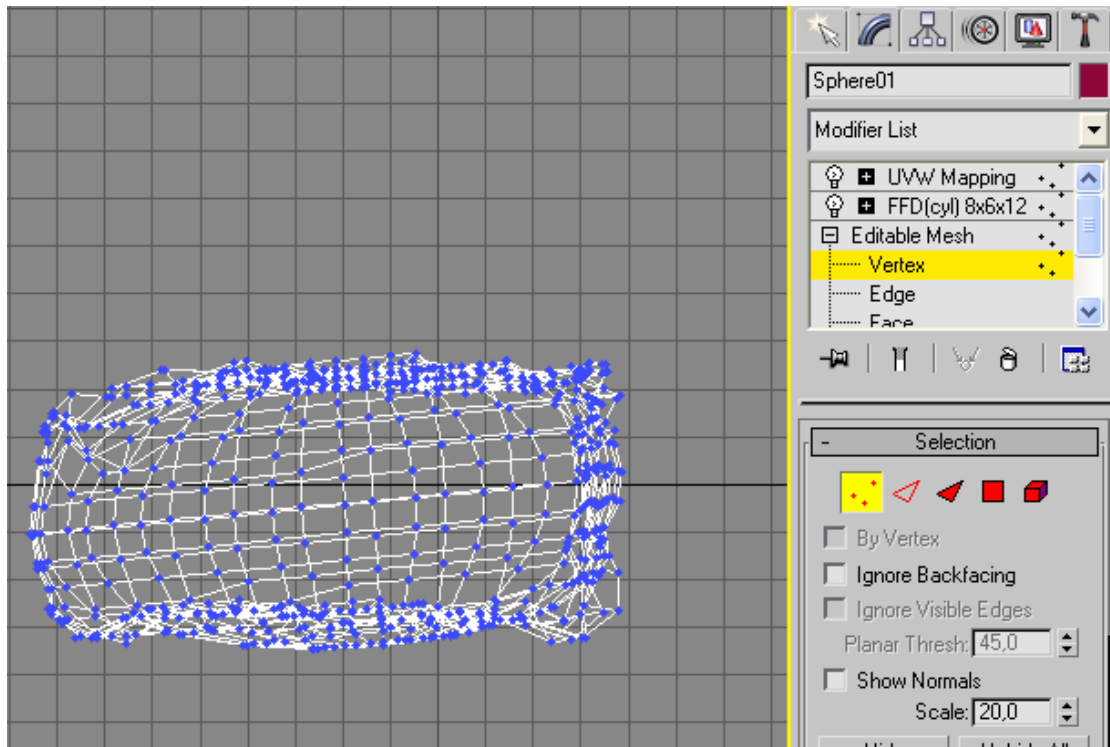 Sphere01
Modifier List
UVW Mapping
FFD(cyl) 8x6x12
Editable Mesh
Vertex
Edge
Face
- Selection
By Vertex
Ignore Backfacing
Ignore Visible Edges
Planar Thresh: 45,0
Show Normals
Scale: 20,0